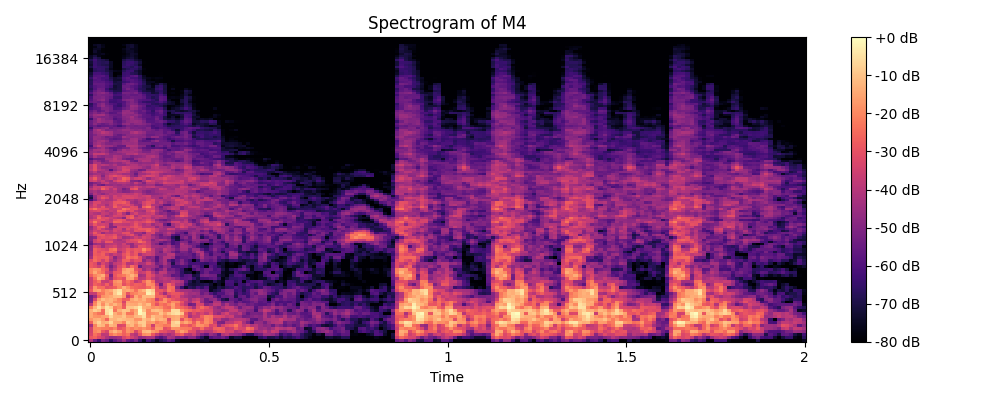 Spectrogram of M4
Hz
16384
8192
4096
2048
1024
512
0
0
0.5
1
1.5
2
Time
+0 dB
-10 dB
-20 dB
-30 dB
-40 dB
-50 dB
-60 dB
-70 dB
-80 dB